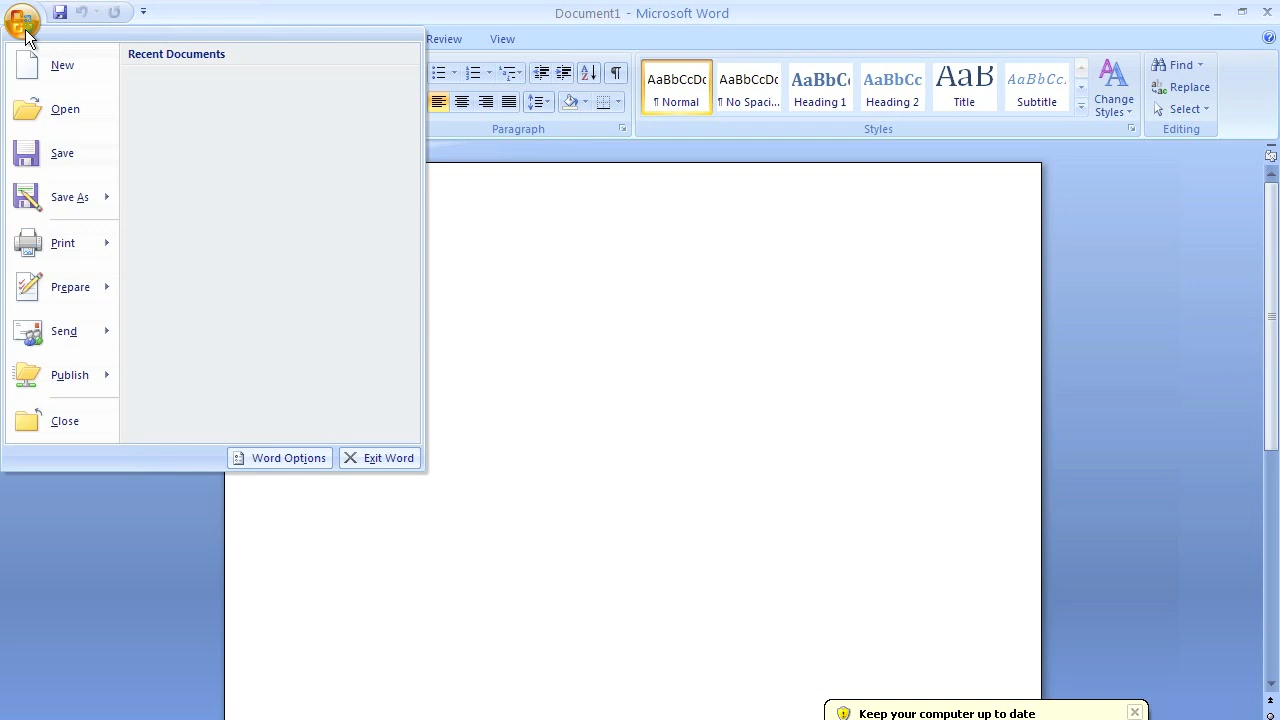 Document1 - Microsoft Word
Review
View
New
Open
Save
Save As
Print
Prepare
Send
Publish
Close
Recent Documents
Word Options
Exit Word
Paragraph
AaBbCcDc
¶ Normal
AaBbCcDc
¶ No Spaci...
AaBbC
Heading 1
AaBbCc
Heading 2
AaB
Title
AaBbCc.
Subtitle
Change
Styles
Styles
Find
Replace
Select
Editing
Keep your computer up to date